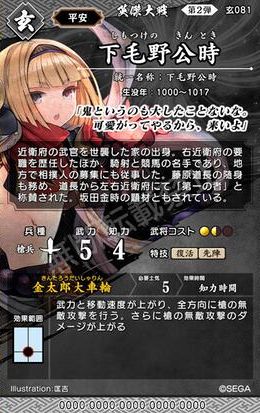 玄
平安
英傑大戦
第2弾
玄081
しもつけの きん とき
下毛野公時
統一名称：下毛野公時
生没年：1000～1017
「鬼というのも大したことないな。
可愛がってやるから、来いよ」
近衛府の武官を世襲した家の出身。右近衛府の要
職を歴任したほか、騎射と競馬の名手であり、地
方で相撲人の募集にも従事した。藤原道長の随身
も務め、道長から左右近衛府にて「第一の者」と
称賛された。坂田金時の題材ともされている。
兵種 武力 知力 武将コスト
槍兵 5 4
特技 復活 先陣
きんたろうだいしゃりん
金太郎大車輪
必要士気 5
効果時間 知力時間
効果範囲
武力と移動速度が上がり、全方向に槍の無
敵攻撃を行う。さらに槍の無敵攻撃のダ
メージが上がる
Illustration:匡吉
©SEGA
0000-0000-0000-0000-0000